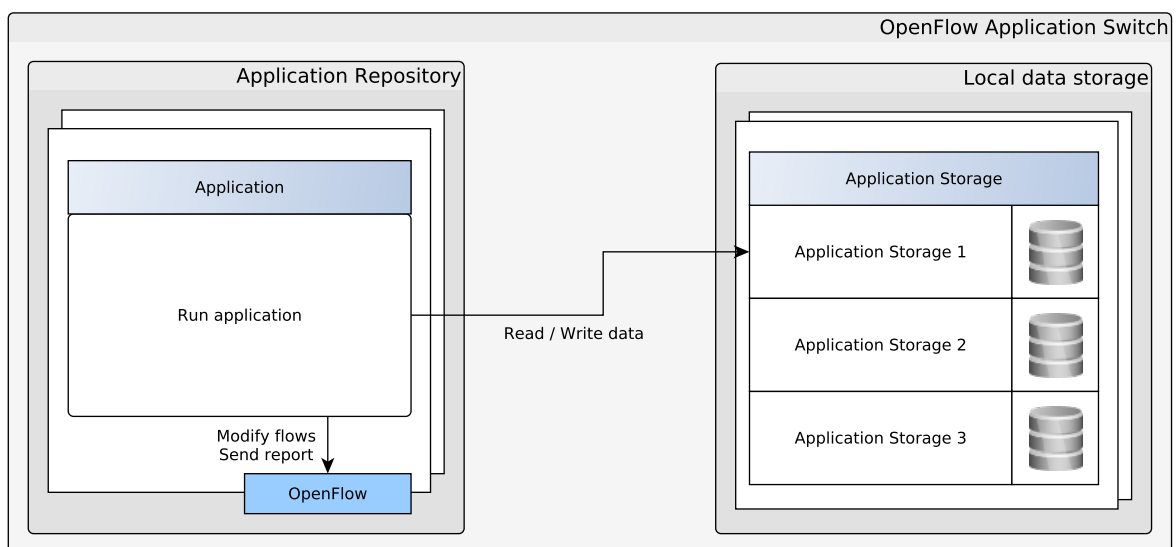 OpenFlow Application Switch
Application Repository
Local data storage
Application
Run application
Modify flows
Send report
OpenFlow
Read / Write data
Application Storage
Application Storage 1
Application Storage 2
Application Storage 3